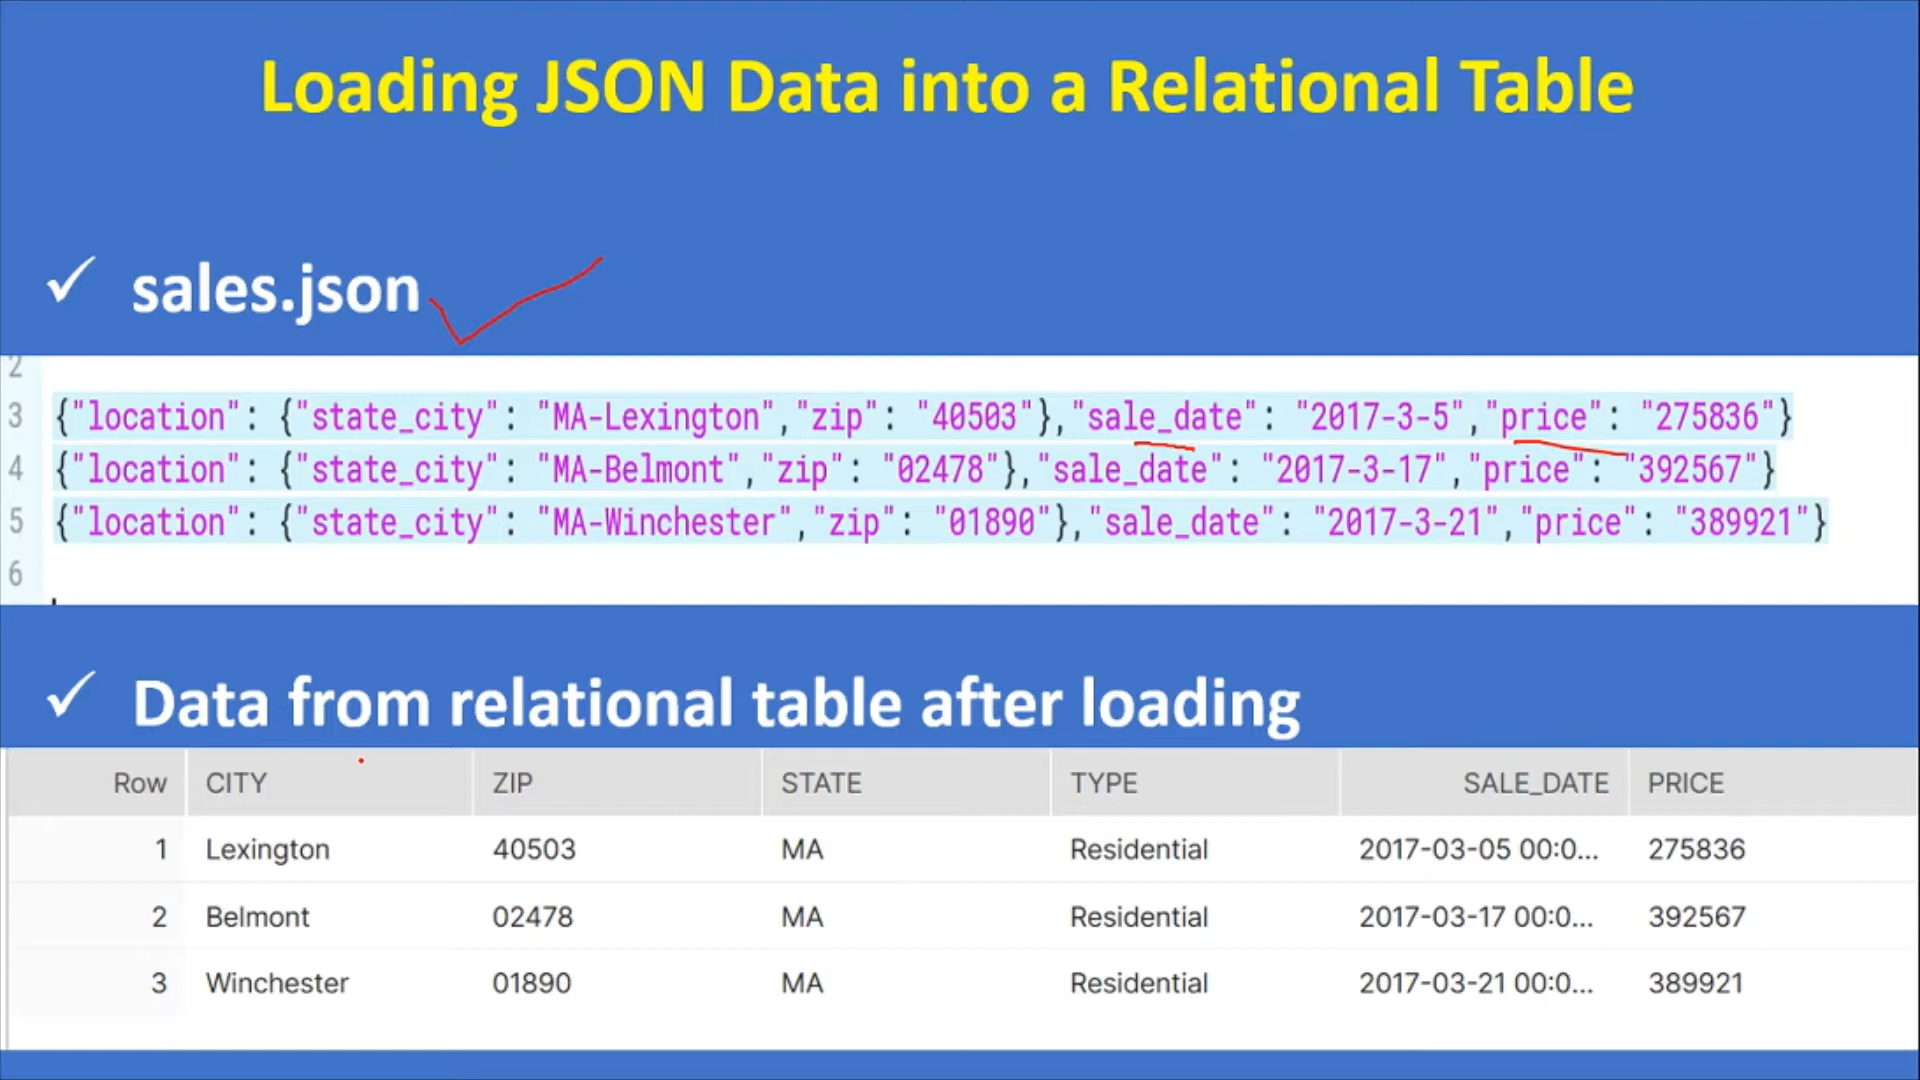 Loading JSON Data into a Relational Table
✓ sales.json
2
3 {"location": {"state_city": "MA-Lexington","zip": "40503"},"sale_date": "2017-3-5","price": "275836"}
4 {"location": {"state_city": "MA-Belmont","zip": "02478"},"sale_date": "2017-3-17","price": "392567"}
5 {"location": {"state_city": "MA-Winchester","zip": "01890"},"sale_date": "2017-3-21","price": "389921"}
6
✓ Data from relational table after loading
Row CITY ZIP STATE TYPE SALE_DATE PRICE
1 Lexington 40503 MA Residential 2017-03-05 00:0... 275836
2 Belmont 02478 MA Residential 2017-03-17 00:0... 392567
3 Winchester 01890 MA Residential 2017-03-21 00:0... 389921